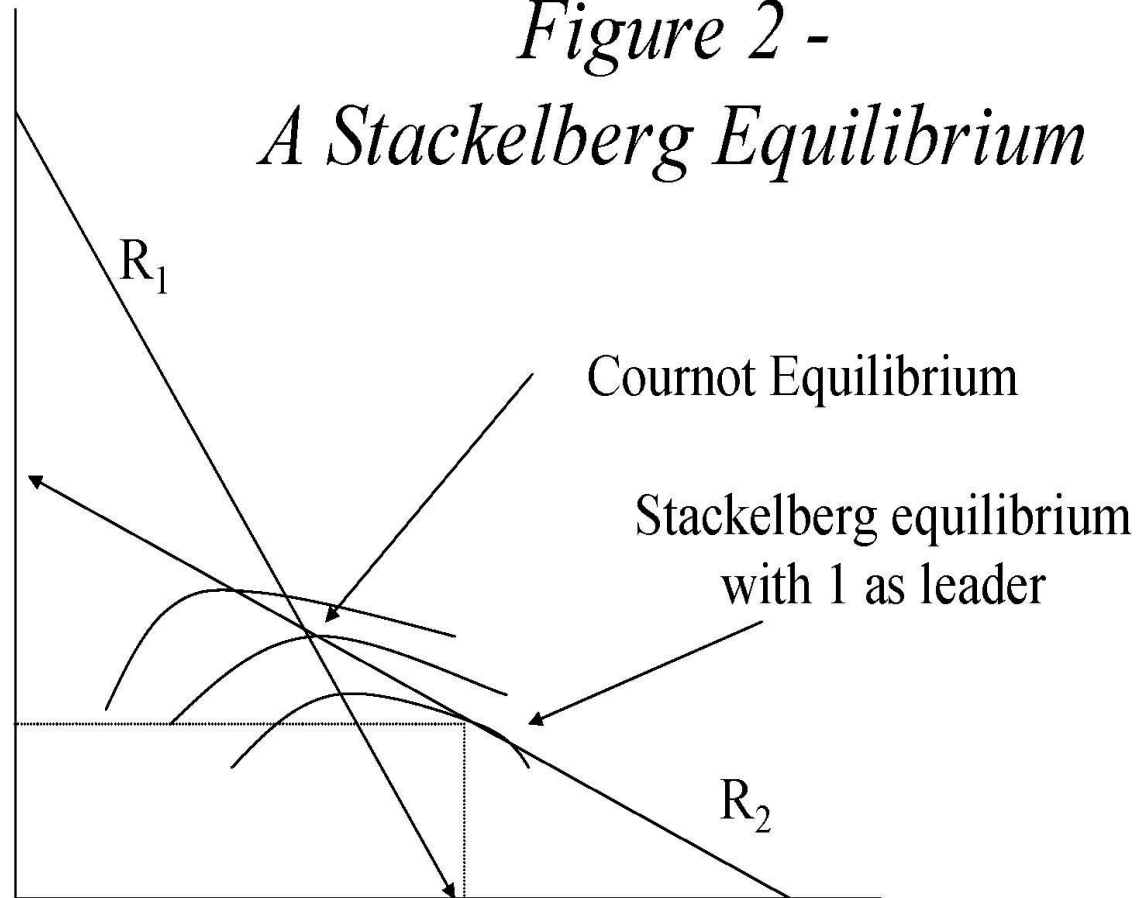 Figure 2 -
A Stackelberg Equilibrium
R₁
Cournot Equilibrium
Stackelberg equilibrium
with 1 as leader
R₂